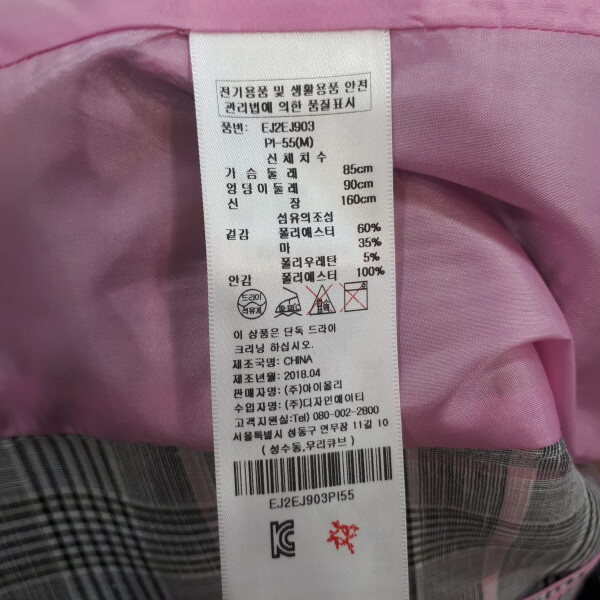 전기용품 및 생활용품 안전
관리법에 의한 품질표시
품번: EJ2EJ903
PI-55(M)
신체치수
가슴둘레 85cm
엉덩이둘레 90cm
신 장 160cm
섬유의조성
겉감 폴리에스터 60%
마 35%
폴리우레탄 5%
안감 폴리에스터 100%
드라이
석유계
이 상품은 단독 드라이
크리닝 하십시오.
제조국명: CHINA
제조년월: 2018.04
판매자명: (주)아이올리
수입자명: (주)디자인에이티
고객지원실: Tel) 080-002-2800
서울특별시 성동구 연무장 11길 10
(성수동,우리큐브)
EJ2EJ903PI55